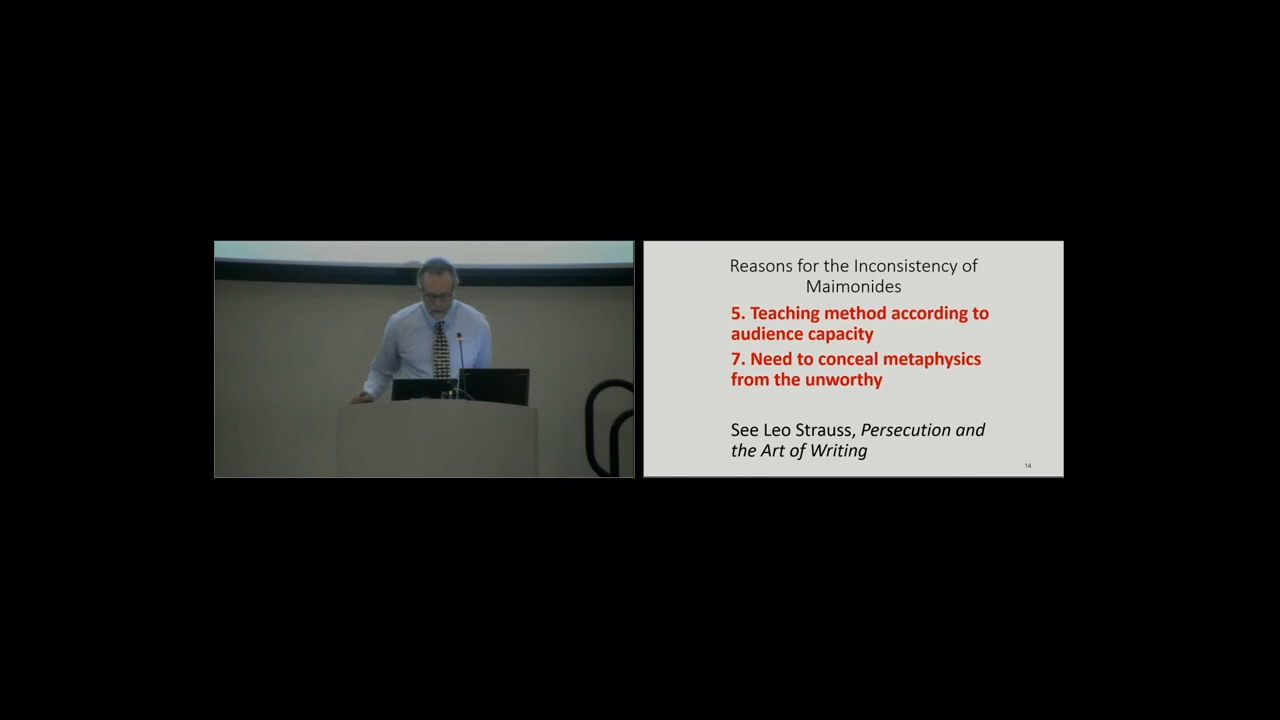 Reasons for the Inconsistency of
Maimonides
5. Teaching method according to
audience capacity
7. Need to conceal metaphysics
from the unworthy
See Leo Strauss, Persecution and
the Art of Writing
14